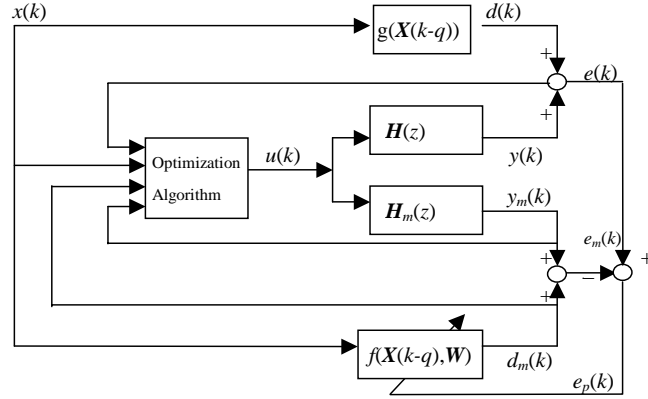 x(k)
g(X(k-q))
d(k)
+
e(k)
+
H(z)
y(k)
Optimization
Algorithm
u(k)
H_m(z)
y_m(k)
e_m(k)
+
+
−
+
f(X(k-q),W)
d_m(k)
e_p(k)